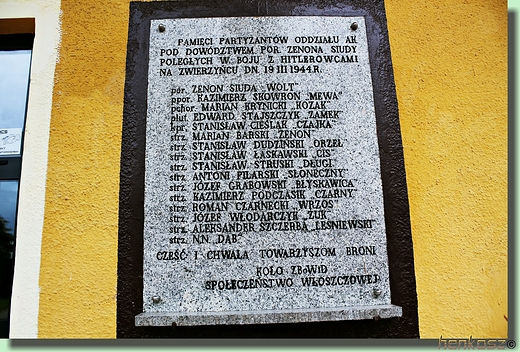 PAMIĘCI PARTYZANTÓW ODDZIAŁU AK
POD DOWÓDZTWEM POR. ZENONA SIUDY
POLEGŁYCH W BOJU Z HITLEROWCAMI
NA ZWIERZYŃCU DN. 19 III 1944 R.
por. ZENON SIUDA „WOLT"
ppor. KAZIMIERZ SKOWRON „MEWA"
pchor. MARIAN KRYNICKI „KOZAK"
plut. EDWARD STAJSZCZYK „ZAMEK"
kpr. STANISŁAW CIEŚLAK „CZAJKA"
strz. MARIAN BARSKI „ZENON"
strz. STANISŁAW DUDZIŃSKI „ORZEŁ"
strz. STANISŁAW ŁASKAWSKI „CIS"
strz. STANISŁAW STRUSKI „DŁUGI"
strz. ANTONI PILARSKI „SŁONECZNY"
strz. JÓZEF GRABOWSKI „BŁYSKAWICA"
strz. KAZIMIERZ PODCZASIK „CZARNY"
strz. ROMAN CZARNECKI „WRZOS"
strz. JÓZEF WŁODARCZYK „ŻUK"
strz. ALEKSANDER SZCZERBA „LEŚNIEWSKI"
strz. N.N. „DĄB"
CZEŚĆ I CHWAŁA TOWARZYSZOM BRONI
KOŁO ZBoWiD
SPOŁECZEŃSTWO WŁOSZCZOWEJ
henkosz©